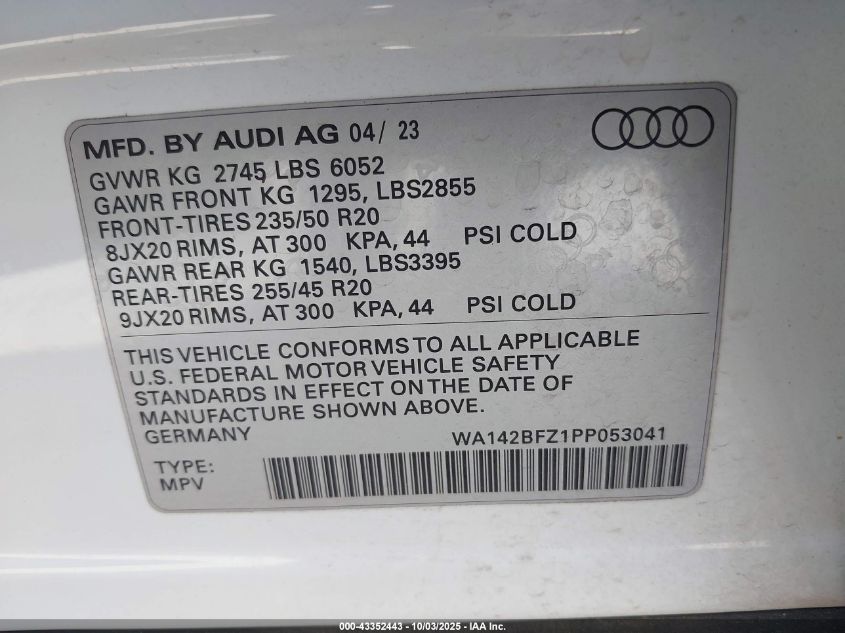 MFD. BY AUDI AG 04/ 23
GVWR KG 2745 LBS 6052
GAWR FRONT KG 1295, LBS2855
FRONT-TIRES 235/50 R20
8JX20 RIMS, AT 300 KPA, 44 PSI COLD
GAWR REAR KG 1540, LBS3395
REAR-TIRES 255/45 R20
9JX20 RIMS, AT 300 KPA, 44 PSI COLD
THIS VEHICLE CONFORMS TO ALL APPLICABLE
U.S. FEDERAL MOTOR VEHICLE SAFETY
STANDARDS IN EFFECT ON THE DATE OF
MANUFACTURE SHOWN ABOVE.
GERMANY WA142BFZ1PP053041
TYPE:
MPV
000-43352443 - 10/03/2025 - IAA Inc.